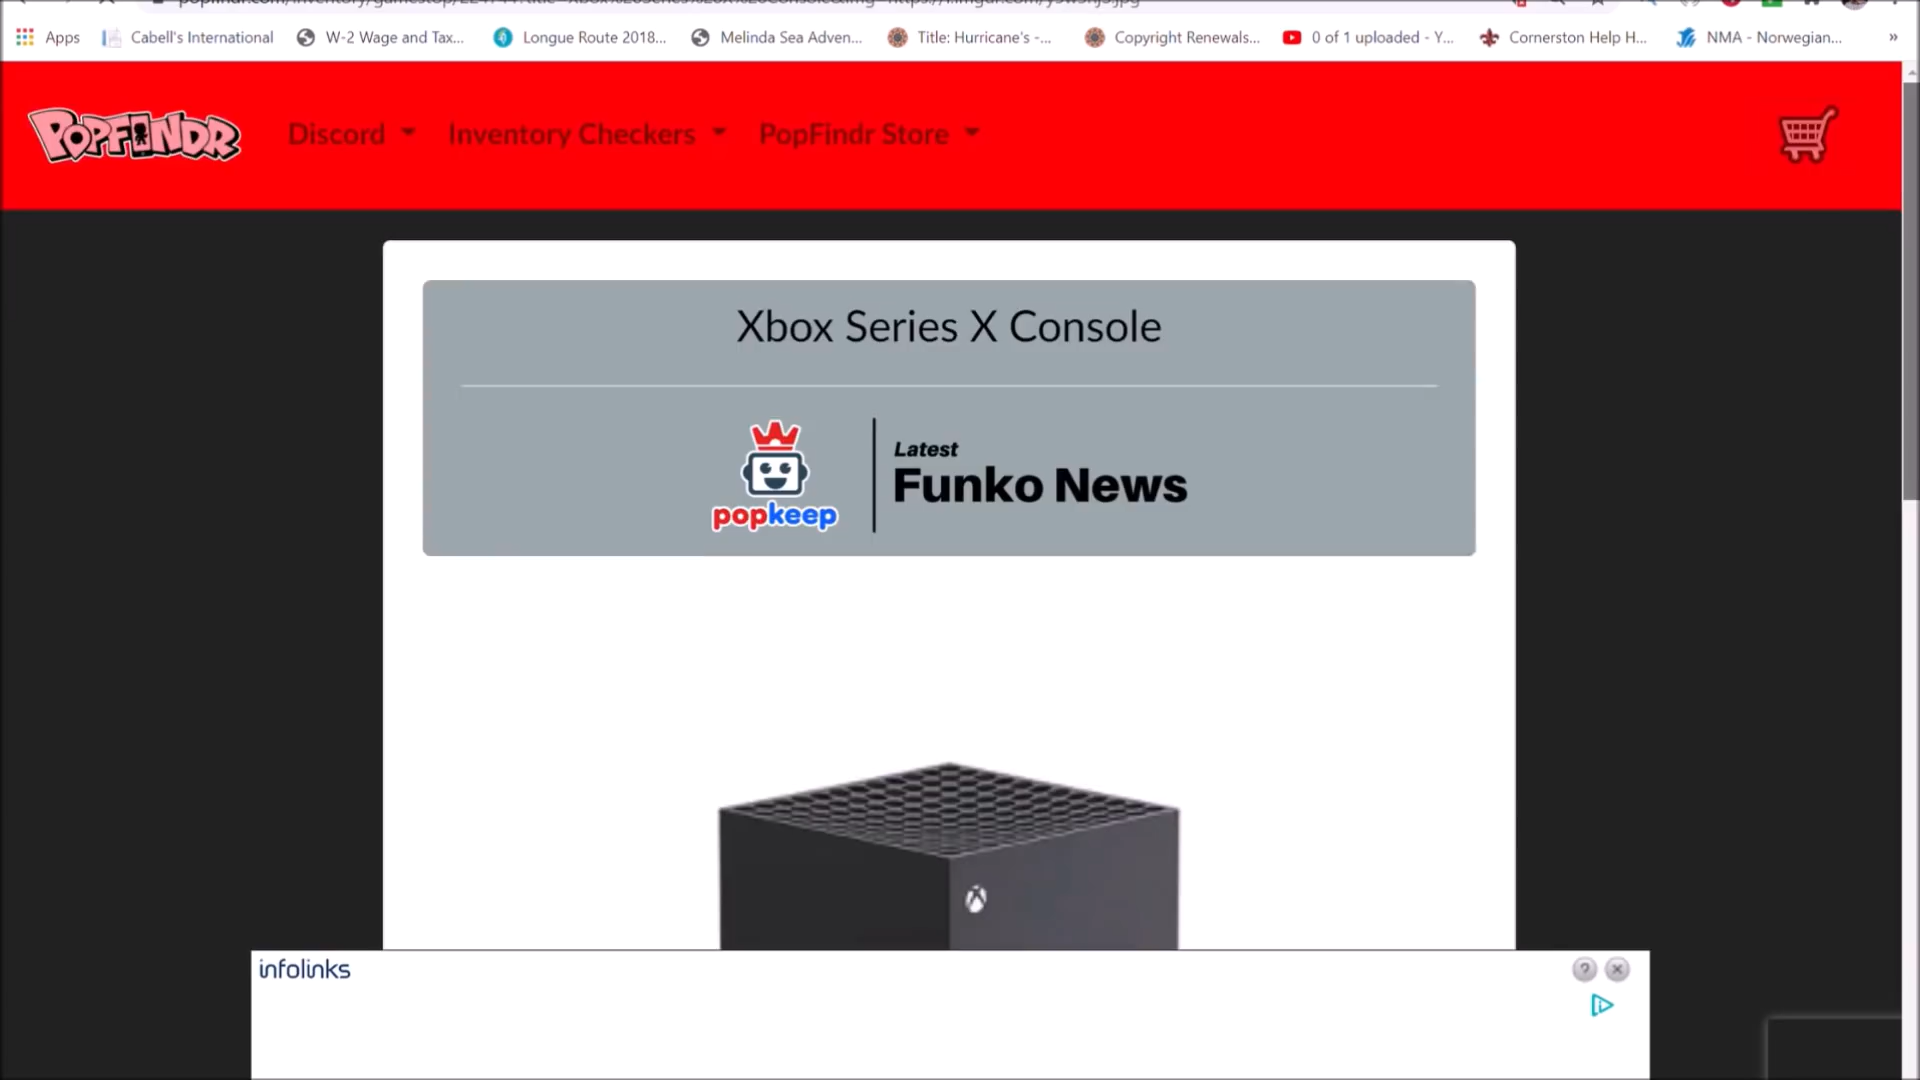 Apps
Cabell's International
W-2 Wage and Tax...
Longue Route 2018...
Melinda Sea Adven...
Title: Hurricane's -...
Copyright Renewals...
0 of 1 uploaded - Y...
Cornerston Help H...
NMA - Norwegian...
»
POPFINDR
Discord
Inventory Checkers
PopFindr Store
Xbox Series X Console
popkeep
Latest
Funko News
infolinks
?